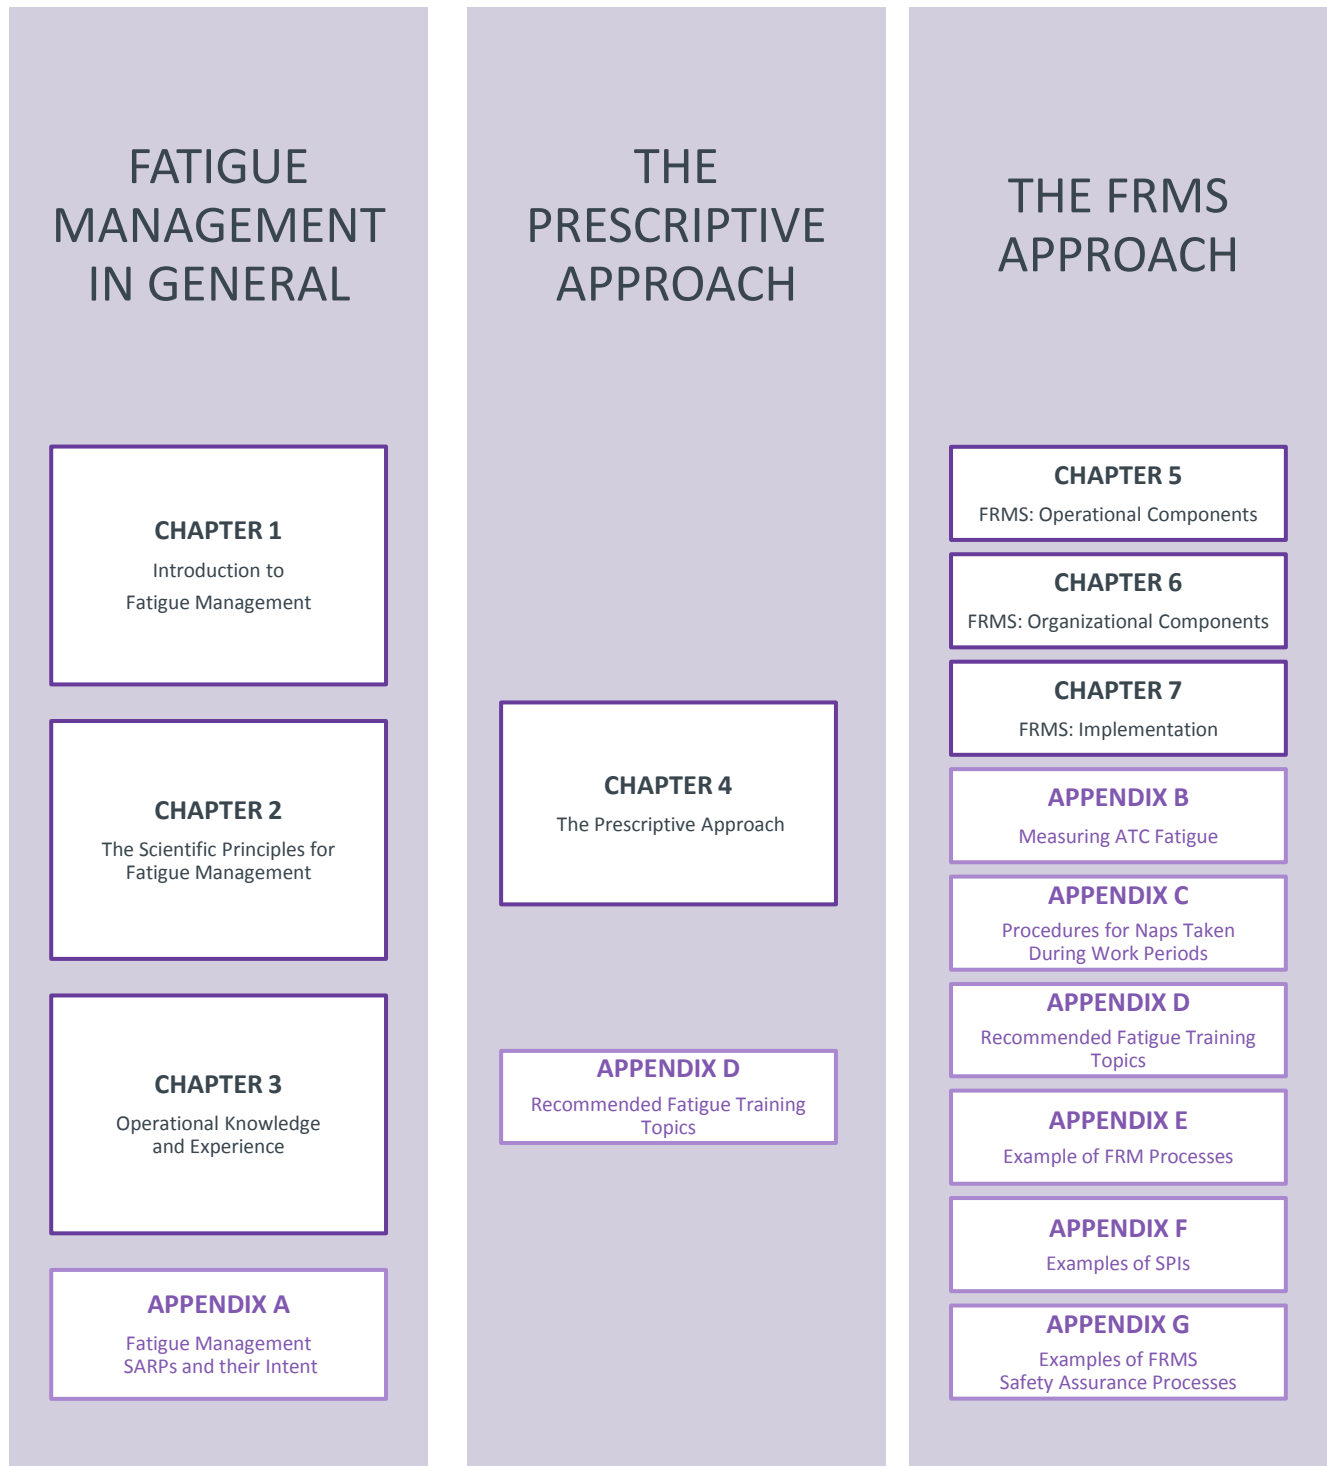 FATIGUE
MANAGEMENT
IN GENERAL
CHAPTER 1
Introduction to
Fatigue Management
CHAPTER 2
The Scientific Principles for
Fatigue Management
CHAPTER 3
Operational Knowledge
and Experience
APPENDIX A
Fatigue Management
SARPs and their Intent
THE
PRESCRIPTIVE
APPROACH
CHAPTER 4
The Prescriptive Approach
APPENDIX D
Recommended Fatigue Training
Topics
THE FRMS
APPROACH
CHAPTER 5
FRMS: Operational Components
CHAPTER 6
FRMS: Organizational Components
CHAPTER 7
FRMS: Implementation
APPENDIX B
Measuring ATC Fatigue
APPENDIX C
Procedures for Naps Taken
During Work Periods
APPENDIX D
Recommended Fatigue Training
Topics
APPENDIX E
Example of FRM Processes
APPENDIX F
Examples of SPIs
APPENDIX G
Examples of FRMS
Safety Assurance Processes